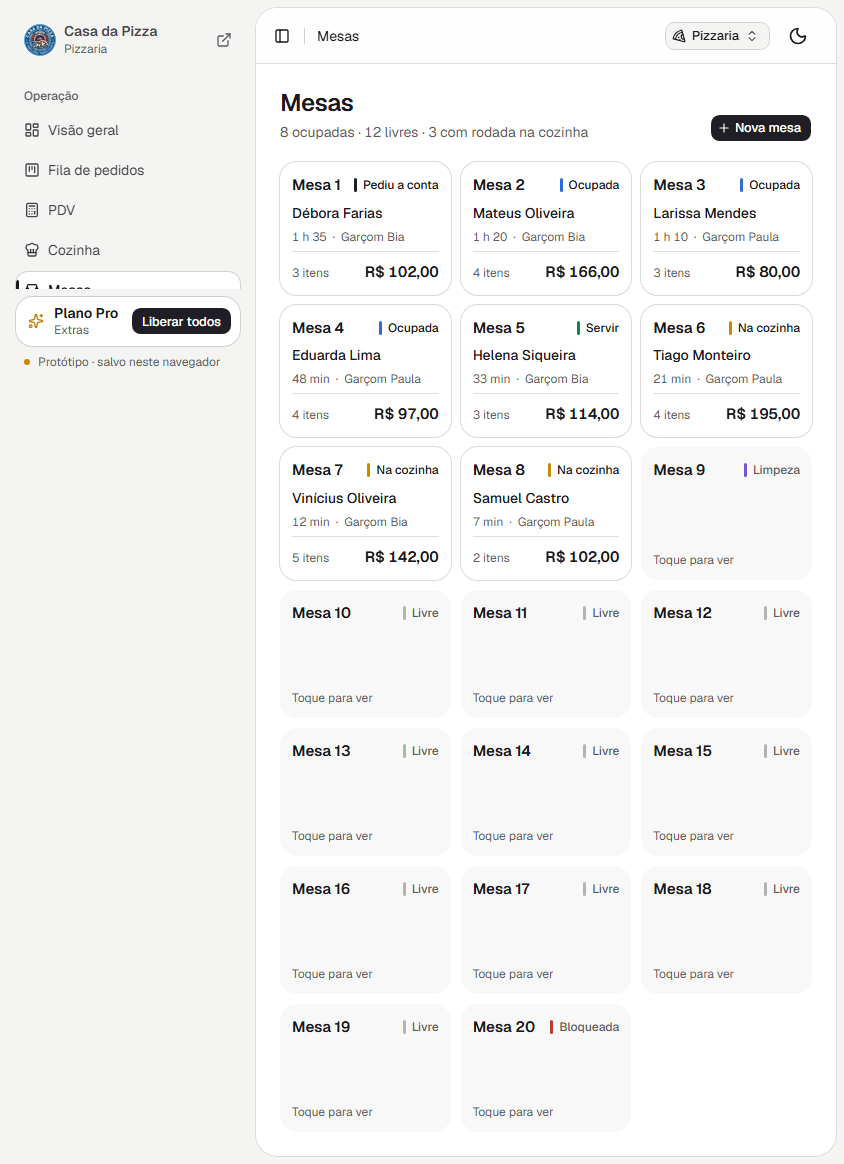 Casa da Pizza
Pizzaria
Operação
Visão geral
Fila de pedidos
PDV
Cozinha
Mesas
Plano Pro
Extras
Liberar todos
Protótipo · salvo neste navegador
Mesas
Pizzaria
Mesas
8 ocupadas · 12 livres · 3 com rodada na cozinha
+ Nova mesa
Mesa 1 Pediu a conta
Débora Farias
1 h 35 · Garçom Bia
3 itens R$ 102,00
Mesa 2 Ocupada
Mateus Oliveira
1 h 20 · Garçom Bia
4 itens R$ 166,00
Mesa 3 Ocupada
Larissa Mendes
1 h 10 · Garçom Paula
3 itens R$ 80,00
Mesa 4 Ocupada
Eduarda Lima
48 min · Garçom Paula
4 itens R$ 97,00
Mesa 5 Servir
Helena Siqueira
33 min · Garçom Bia
3 itens R$ 114,00
Mesa 6 Na cozinha
Tiago Monteiro
21 min · Garçom Paula
4 itens R$ 195,00
Mesa 7 Na cozinha
Vinícius Oliveira
12 min · Garçom Bia
5 itens R$ 142,00
Mesa 8 Na cozinha
Samuel Castro
7 min · Garçom Paula
2 itens R$ 102,00
Mesa 9 Limpeza
Toque para ver
Mesa 10 Livre
Toque para ver
Mesa 11 Livre
Toque para ver
Mesa 12 Livre
Toque para ver
Mesa 13 Livre
Toque para ver
Mesa 14 Livre
Toque para ver
Mesa 15 Livre
Toque para ver
Mesa 16 Livre
Toque para ver
Mesa 17 Livre
Toque para ver
Mesa 18 Livre
Toque para ver
Mesa 19 Livre
Toque para ver
Mesa 20 Bloqueada
Toque para ver